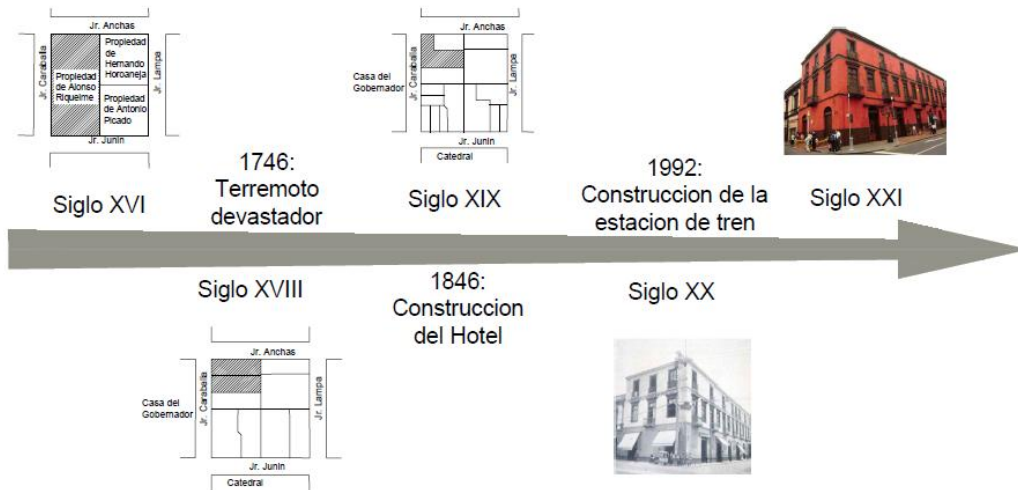 Jr. Anchas
Jr. Carabaila
Propiedad de Alonso Riquelme
Propiedad de Hernando Horoaneja
Propiedad de Antonio Picado
Jr. Lampa
Jr. Junin
Siglo XVI
1746:
Terremoto
devastador
Jr. Anchas
Casa del
Gobernador
Jr. Caraballa
Jr. Lampa
Jr. Junin
Catedral
Siglo XIX
1992:
Construccion de la
estacion de tren
Siglo XXI
Siglo XVIII
Jr. Anchas
Casa del
Gobernador
Jr. Caraballa
Jr. Lampa
Jr. Junin
Catedral
1846:
Construccion
del Hotel
Siglo XX